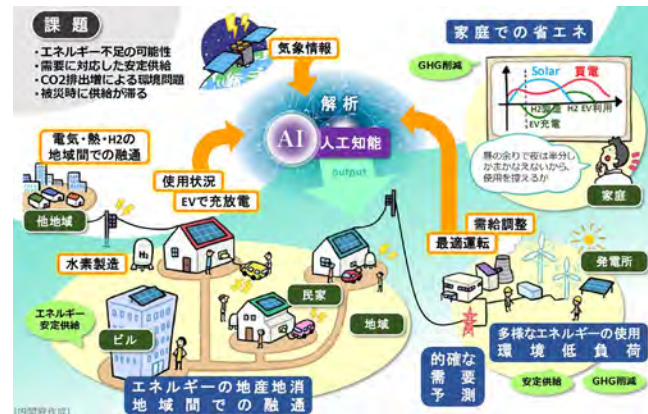 課題
・エネルギー不足の可能性
・需要に対応した安定供給
・CO2排出増による環境問題
・被災時に供給が滞る
気象情報
家庭での省エネ
GHG削減
Solar 買電
H2製造 H2 EV利用
EV充電
昼の余りで夜は半分し
かまかなえないから、
使用を控えるか
家庭
解析
AI 人工知能
output
電気・熱・H2の
地域間での融通
他地域
使用状況
EVで充放電
水素製造
H₂
需給調整
最適運転
発電所
民家
地域
エネルギー
安定供給
ビル
エネルギーの地産地消
地域間での融通
的確な
需要
予測
多様なエネルギーの使用
環境低負荷
安定供給
GHG削減